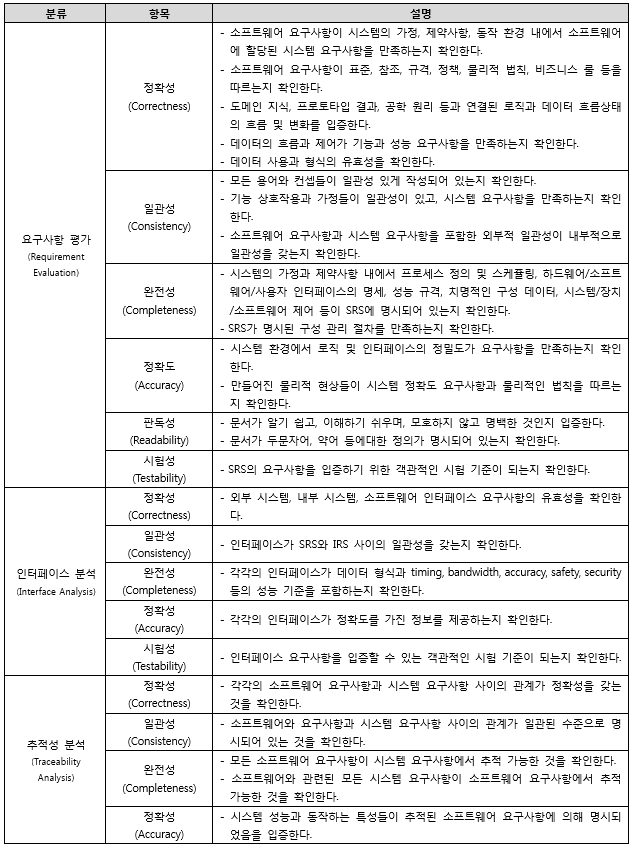 분류 항목 설명
요구사항 평가
(Requirement
Evaluation)
정확성
(Correctness)
- 소프트웨어 요구사항이 시스템의 가정, 제약사항, 동작 환경 내에서 소프트웨어
에 할당된 시스템 요구사항을 만족하는지 확인한다.
- 소프트웨어 요구사항이 표준, 참조, 규격, 정책, 물리적 법칙, 비즈니스 룰 등을
따르는지 확인한다.
- 도메인 지식, 프로토타입 결과, 공학 원리 등과 연결된 로직과 데이터 흐름상태
의 흐름 및 변화를 입증한다.
- 데이터의 흐름과 제어가 기능과 성능 요구사항을 만족하는지 확인한다.
- 데이터 사용과 형식의 유효성을 확인한다.
일관성
(Consistency)
- 모든 용어와 컨셉들이 일관성 있게 작성되어 있는지 확인한다.
- 기능 상호작용과 가정들이 일관성이 있고, 시스템 요구사항을 만족하는지 확인
한다.
- 소프트웨어 요구사항과 시스템 요구사항을 포함한 외부적 일관성이 내부적으로
일관성을 갖는지 확인한다.
완전성
(Completeness)
- 시스템의 가정과 제약사항 내에서 프로세스 정의 및 스케쥴링, 하드웨어/소프트
웨어/사용자 인터페이스의 명세, 성능 규격, 치명적인 구성 데이터, 시스템/장치
/소프트웨어 제어 등이 SRS에 명시되어 있는지 확인한다.
- SRS가 명시된 구성 관리 절차를 만족하는지 확인한다.
정확도
(Accuracy)
- 시스템 환경에서 로직 및 인터페이스의 정밀도가 요구사항을 만족하는지 확인
한다.
- 만들어진 물리적 현상들이 시스템 정확도 요구사항과 물리적인 법칙을 따르는
지 확인한다.
판독성
(Readability)
- 문서가 알기 쉽고, 이해하기 쉬우며, 모호하지 않고 명백한 것인지 입증한다.
- 문서가 두문자어, 약어 등에대한 정의가 명시되어 있는지 확인한다.
시험성
(Testability)
- SRS의 요구사항을 입증하기 위한 객관적인 시험 기준이 되는지 확인한다.
인터페이스 분석
(Interface Analysis)
정확성
(Correctness)
- 외부 시스템, 내부 시스템, 소프트웨어 인터페이스 요구사항의 유효성을 확인한
다.
일관성
(Consistency)
- 인터페이스가 SRS와 IRS 사이의 일관성을 갖는지 확인한다.
완전성
(Completeness)
- 각각의 인터페이스가 데이터 형식과 timing, bandwidth, accuracy, safety, security
등의 성능 기준을 포함하는지 확인한다.
정확성
(Accuracy)
- 각각의 인터페이스가 정확도를 가진 정보를 제공하는지 확인한다.
시험성
(Testability)
- 인터페이스 요구사항을 입증할 수 있는 객관적인 시험 기준이 되는지 확인한다.
추적성 분석
(Traceability
Analysis)
정확성
(Correctness)
- 각각의 소프트웨어 요구사항과 시스템 요구사항 사이의 관계가 정확성을 갖는
것을 확인한다.
일관성
(Consistency)
- 소프트웨어와 요구사항과 시스템 요구사항 사이의 관계가 일관된 수준으로 명
시되어 있는 것을 확인한다.
완전성
(Completeness)
- 모든 소프트웨어 요구사항이 시스템 요구사항에서 추적 가능한 것을 확인한다.
- 소프트웨어와 관련된 모든 시스템 요구사항이 소프트웨어 요구사항에서 추적
가능한 것을 확인한다.
정확성
(Accuracy)
- 시스템 성능과 동작하는 특성들이 추적된 소프트웨어 요구사항에 의해 명시되
었음을 입증한다.